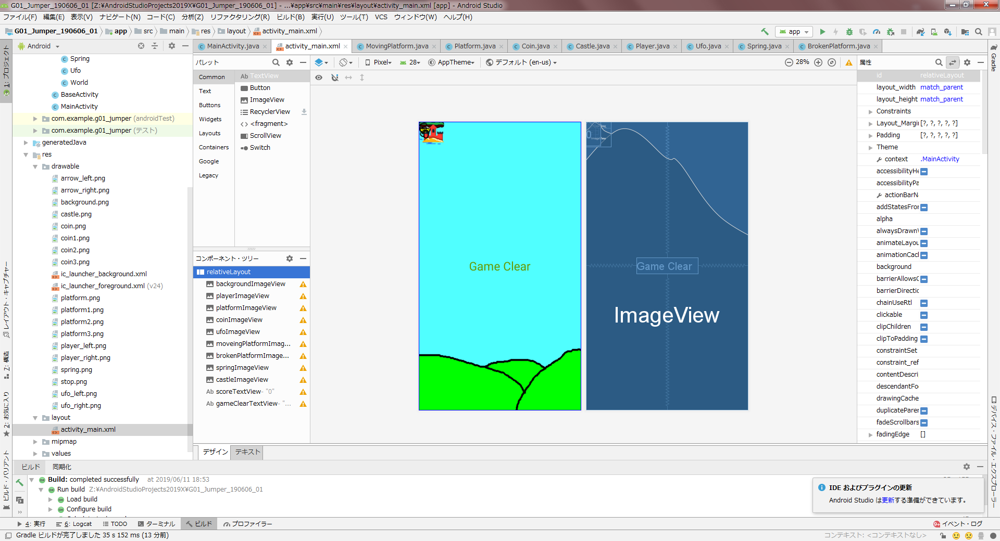 G01_Jumper_190606_01 [Z:¥AndroidStudioProjects2019X¥G01_Jumper_190606_01] - ...¥app¥src¥main¥res¥layout¥activity_main.xml [app] - Android Studio
ファイル(F) 編集(E) 表示(V) ナビゲート(N) コード(C) 分析(Z) リファクタリング(R) ビルド(B) 実行(U) ツール(T) VCS ウィンドウ(W) ヘルプ(H)
G01_Jumper_190606_01 app src main res layout activity_main.xml
app
Android
MainActivity.java activity_main.xml MovingPlatform.java Platform.java Coin.java Castle.java Player.java Ufo.java Spring.java BrokenPlatform.java
1: プロジェクト
レイアウト・キャプチャー
7: 構造
2: お気に入り
ビルド・バリアント
Spring
Ufo
World
BaseActivity
MainActivity
com.example.g01_jumper (androidTest)
com.example.g01_jumper (テスト)
generatedJava
res
drawable
arrow_left.png
arrow_right.png
background.png
castle.png
coin.png
coin1.png
coin2.png
coin3.png
ic_launcher_background.xml
ic_launcher_foreground.xml (v24)
platform.png
platform1.png
platform2.png
platform3.png
player_left.png
player_right.png
spring.png
stop.png
ufo_left.png
ufo_right.png
layout
activity_main.xml
mipmap
values
パレット
Common
Text
Buttons
Widgets
Layouts
Containers
Google
Legacy
Ab TextView
Button
ImageView
RecyclerView
<fragment>
ScrollView
Switch
コンポーネント・ツリー
relativeLayout
backgroundImageView
playerImageView
platformImageView
coinImageView
ufoImageView
moveingPlatformImag...
brokenPlatformImage...
springImageView
castleImageView
Ab scoreTextView- "0"
Ab gameClearTextView- "...
Pixel 28 AppTheme デフォルト (en-us) 28%
Game Clear
0
Game Clear
ImageView
デザイン テキスト
属性
id relativeLayout
layout_width match_parent
layout_height match_parent
Constraints
Layout_Margin [?, ?, ?, ?, ?]
Padding [?, ?, ?, ?, ?]
Theme
context .MainActivity
accessibilityHe
accessibilityPa
actionBarNa
addStatesFror
alpha
alwaysDrawnW
animateLayou
animationCacl
background
barrierAllowsG
barrierDirectic
chainUseRtl
clickable
clipChildren
clipToPadding
constraintSet
constraint_ref
contentDescri
descendantFo
drawingCache
duplicateParer
fadeScrollbars
fadingEdge []
Gradle
デバイス・ファイル・エクスプローラー
ビルド 同期化
Build: completed successfully at 2019/06/11 18:53
Run build Z:¥AndroidStudioProjects2019X¥G01_Jumper_190606_01
Load build
Configure build
IDE およびプラグインの更新
Android Studio は更新する準備ができています。
4: 実行 6: Logcat TODO ターミナル ビルド プロファイラー
9+ イベント・ログ
Gradle ビルドが完了しました 35 s 152 ms (13 分前)
コンテキスト: <コンテキストなし>